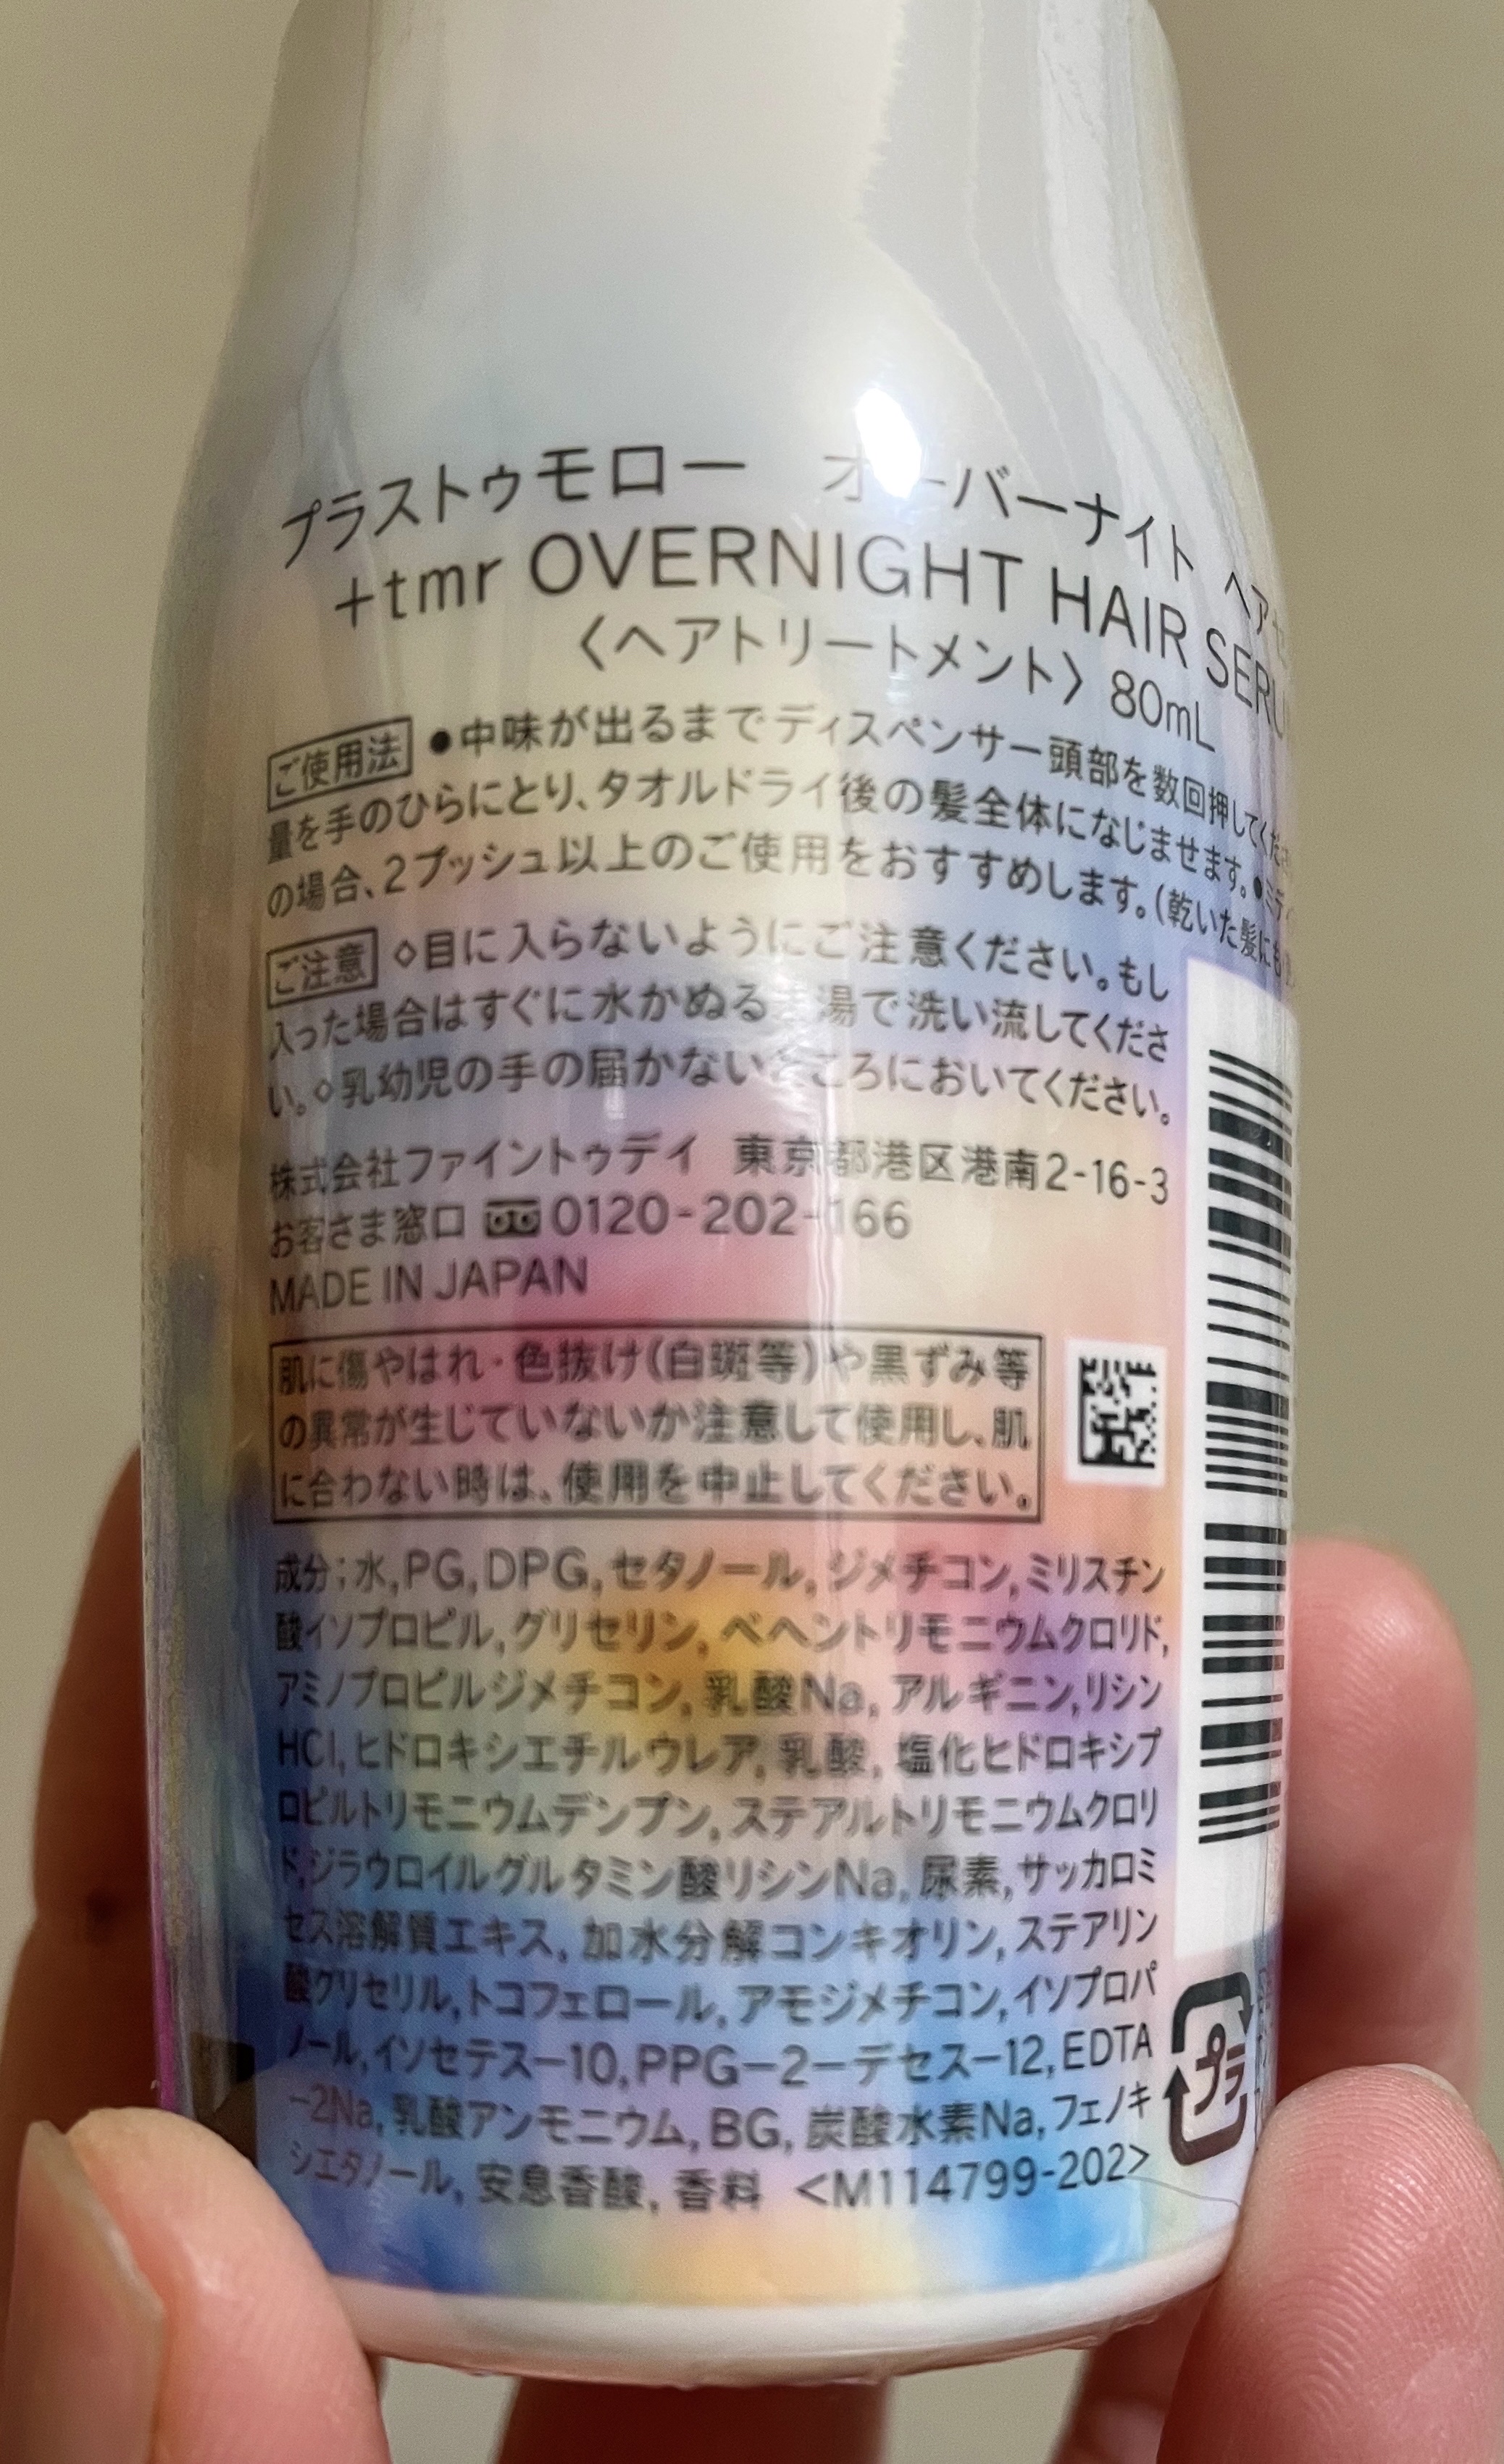 プラストゥモロー オーバーナイト ヘアセ
+tmr OVERNIGHT HAIR SERU
〈ヘアトリートメント〉 80mL
ご使用法 ●中味が出るまでディスペンサー頭部を数回押してくださ
量を手のひらにとり、タオルドライ後の髪全体になじませます。●ミディ
の場合、2プッシュ以上のご使用をおすすめします。(乾いた髪にも
ご注意 ◇目に入らないようにご注意ください。もし
入った場合はすぐに水かぬるま湯で洗い流してくださ
い。◇乳幼児の手の届かないところにおいてください。
株式会社ファイントゥデイ 東京都港区港南2-16-3
お客さま窓口 0120-202-166
MADE IN JAPAN
肌に傷やはれ・色抜け(白斑等)や黒ずみ等
の異常が生じていないか注意して使用し、肌
に合わない時は、使用を中止してください。
成分;水,PG,DPG,セタノール,ジメチコン,ミリスチン
酸イソプロピル,グリセリン,ベヘントリモニウムクロリド,
アミノプロピルジメチコン,乳酸Na,アルギニン,リシン
HCl,ヒドロキシエチルウレア,乳酸,塩化ヒドロキシプ
ロピルトリモニウムデンプン,ステアルトリモニウムクロリ
ド,ジラウロイルグルタミン酸リシンNa,尿素,サッカロミ
セス溶解質エキス,加水分解コンキオリン,ステアリン
酸グリセリル,トコフェロール,アモジメチコン,イソプロパ
ノール,イソセテス－10,PPG－2－デセス－12,EDTA
－2Na,乳酸アンモニウム,BG,炭酸水素Na,フェノキ
シエタノール,安息香酸,香料 <M114799-202>
プラ